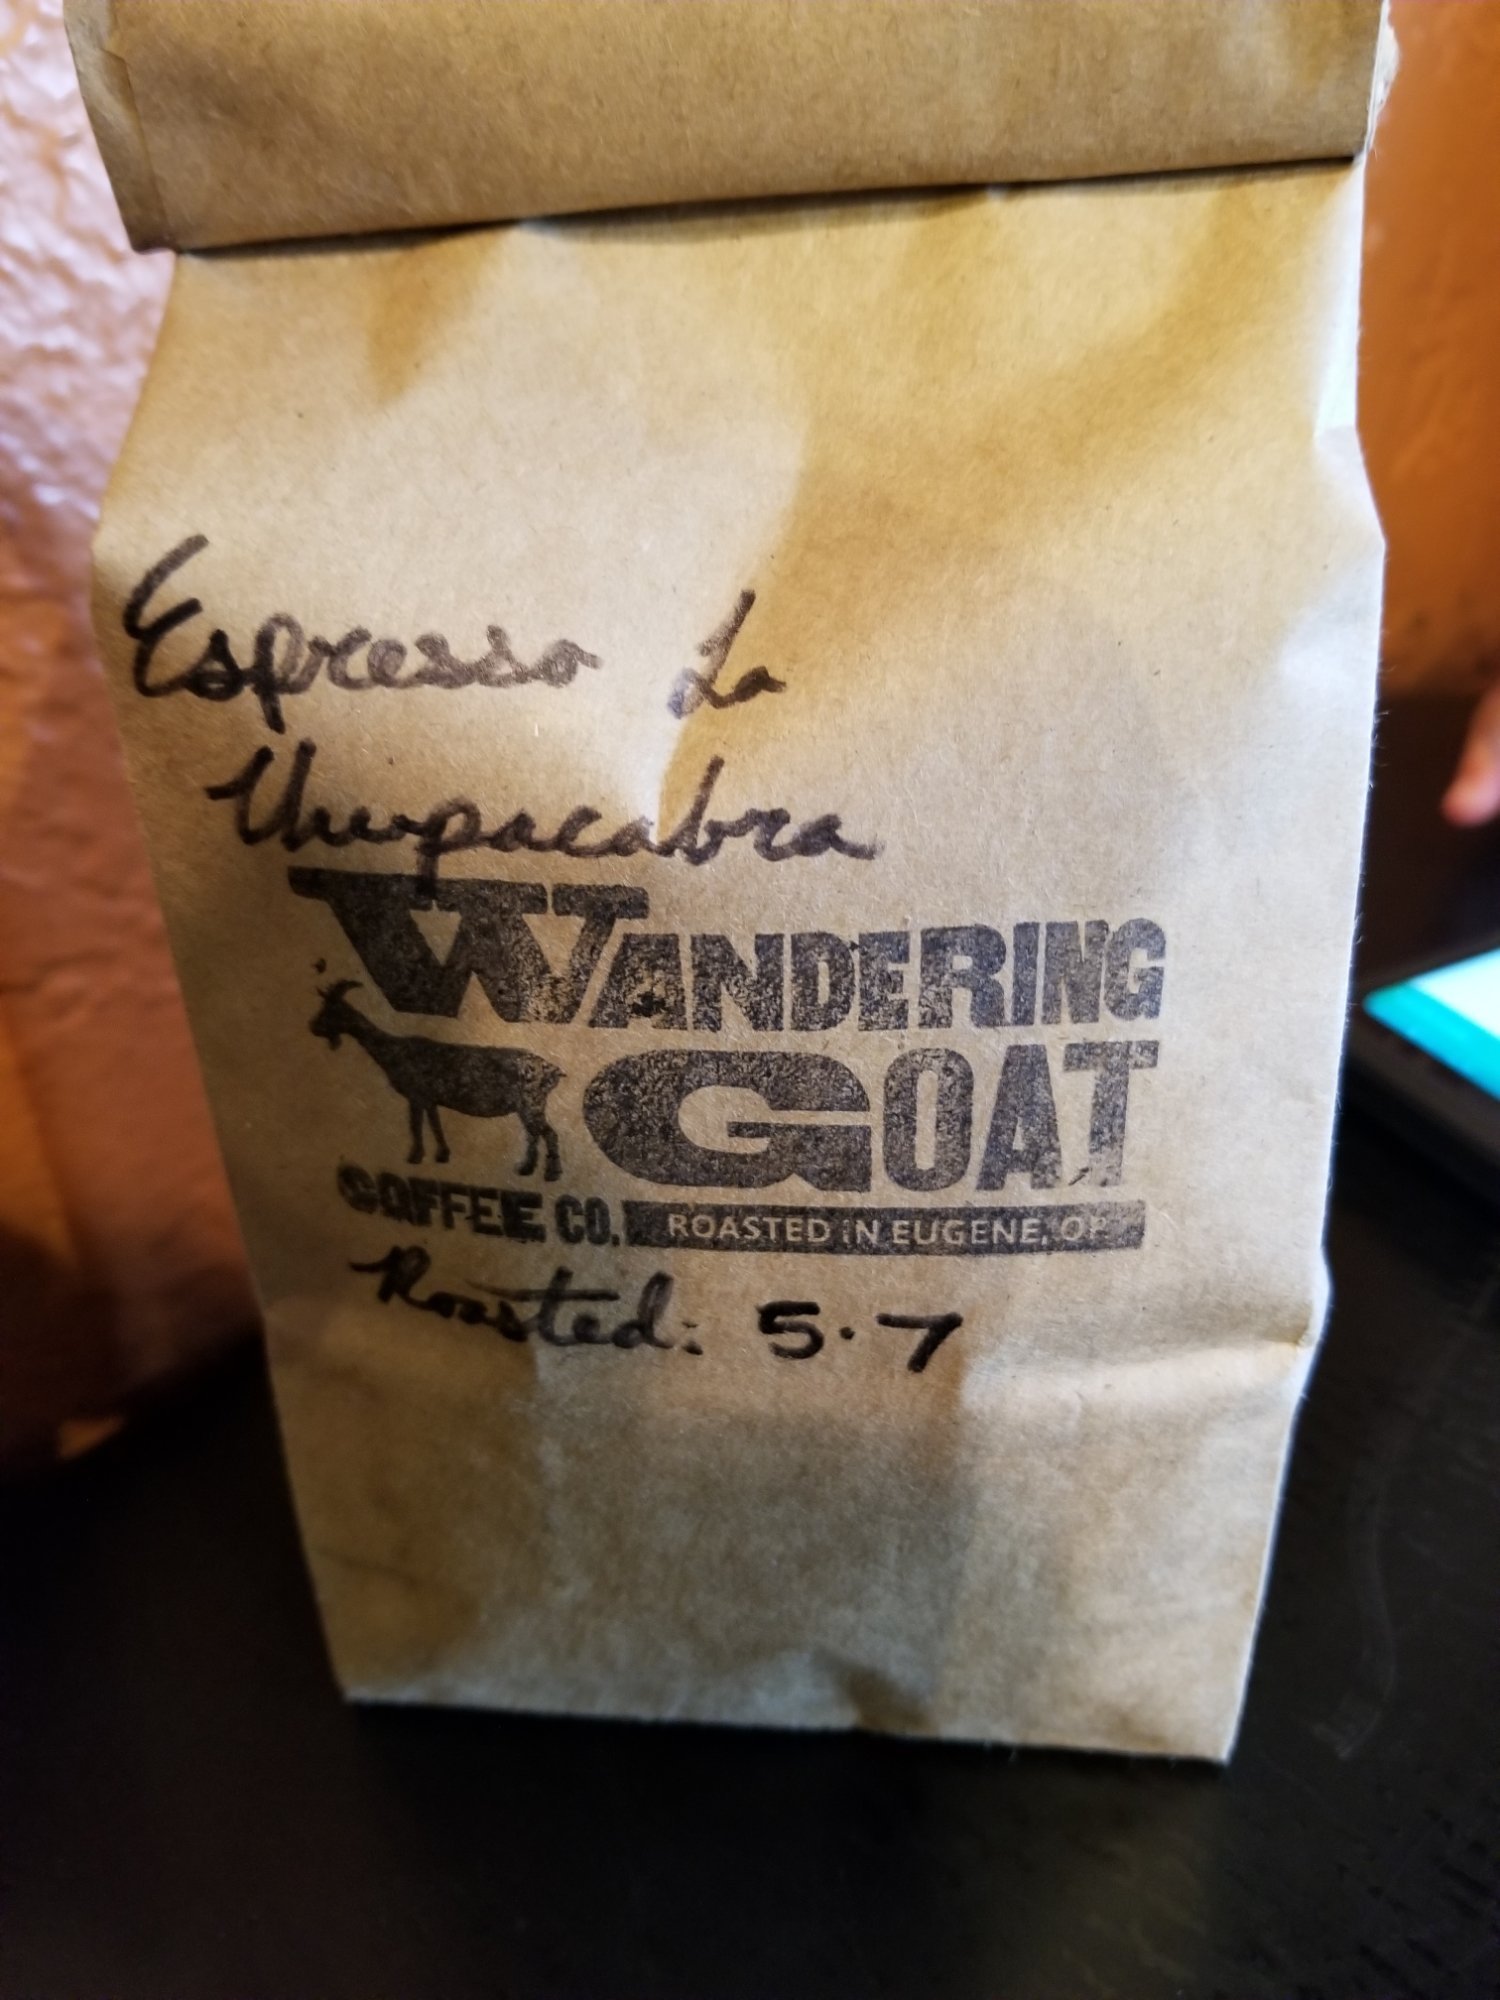 Espresso La
Chupacabra
WANDERING
GOAT
COFFEE CO. ROASTED IN EUGENE, OR
Roasted: 5.7